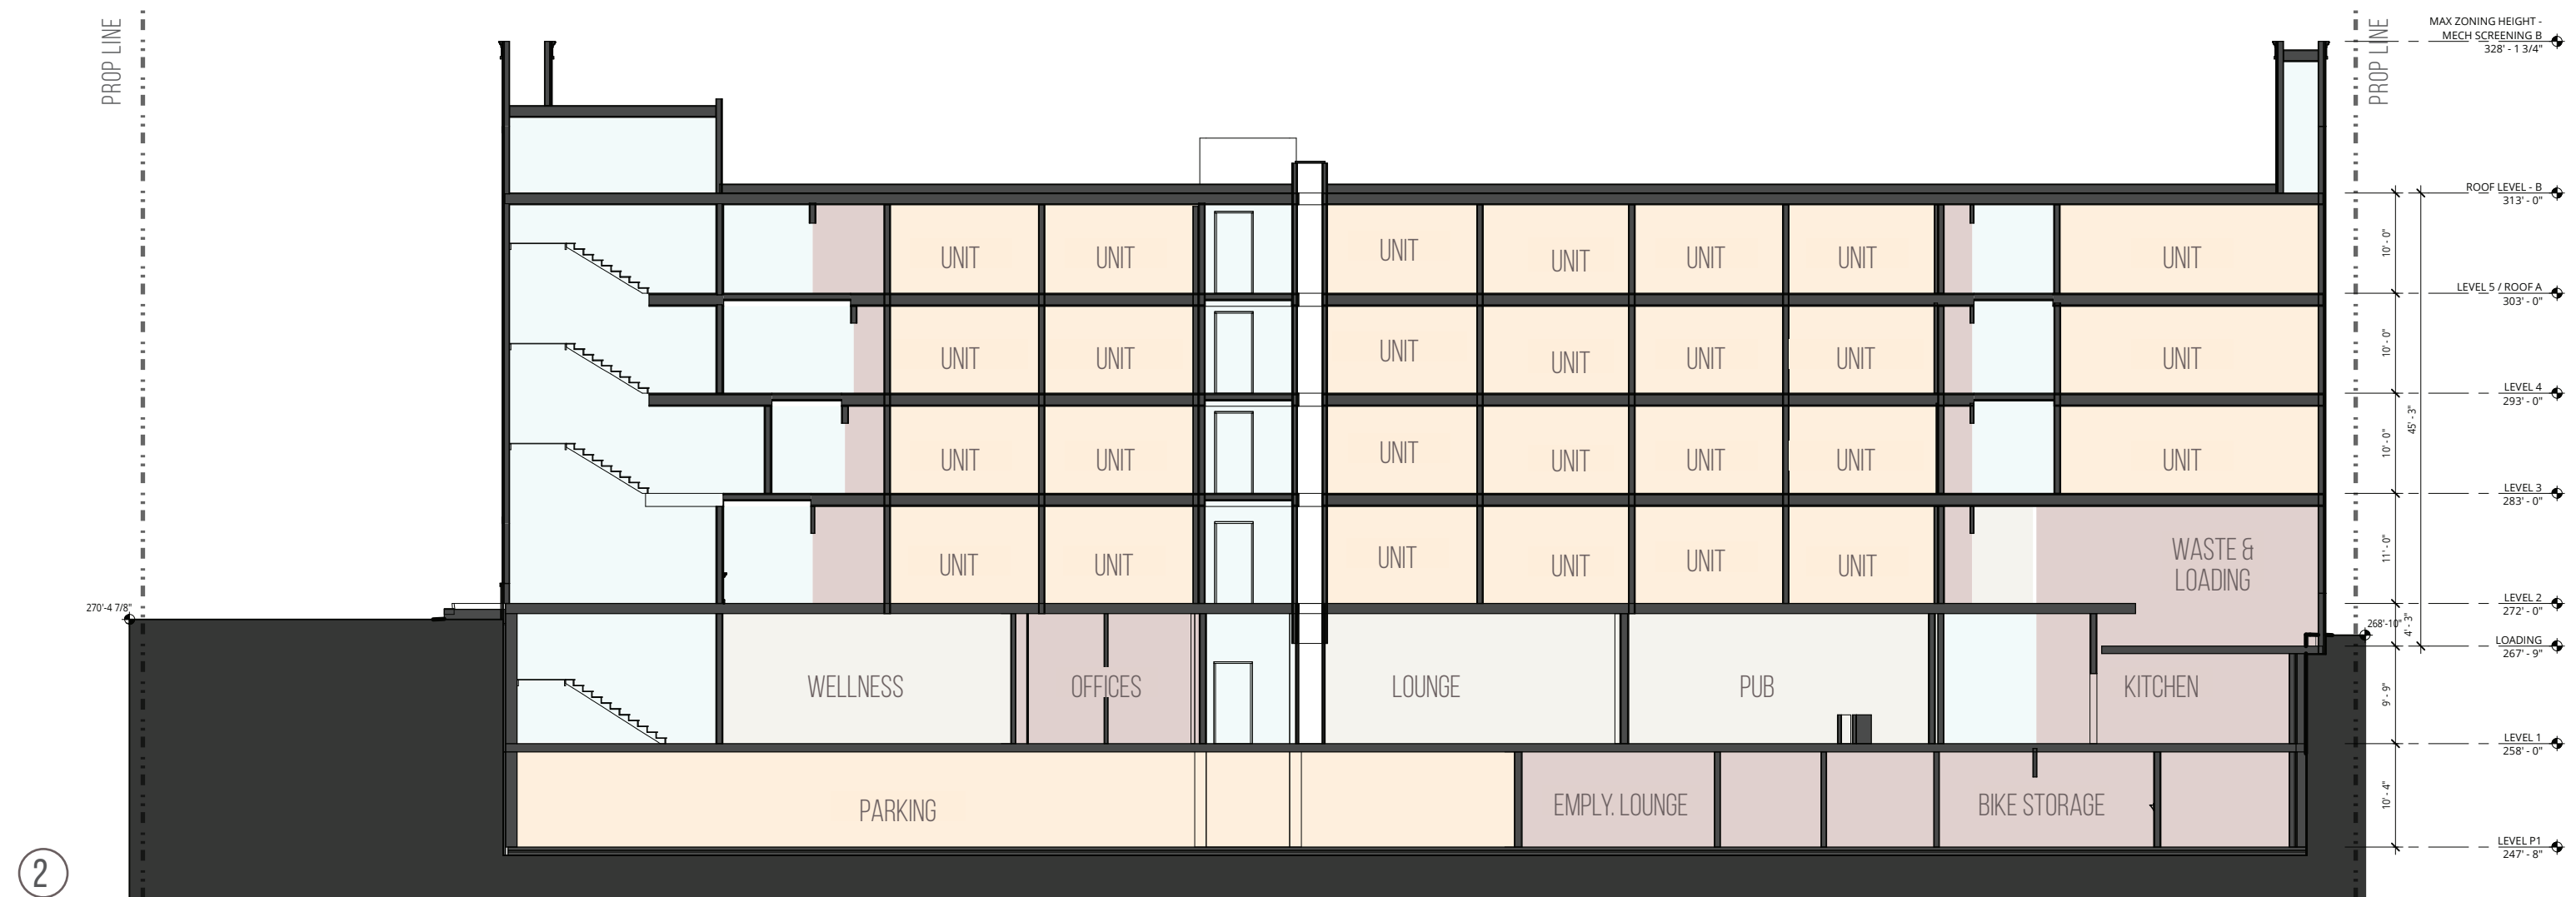 PROP LINE
PROP LINE
MAX ZONING HEIGHT -
MECH SCREENING B
328' - 1 3/4"
ROOF LEVEL - B
313' - 0"
10' - 0"
UNIT
UNIT
UNIT
UNIT
UNIT
UNIT
UNIT
LEVEL 5 / ROOF A
303' - 0"
10' - 0"
UNIT
UNIT
UNIT
UNIT
UNIT
UNIT
UNIT
LEVEL 4
293' - 0"
45' - 3"
10' - 0"
UNIT
UNIT
UNIT
UNIT
UNIT
UNIT
UNIT
LEVEL 3
283' - 0"
11' - 0"
UNIT
UNIT
UNIT
UNIT
UNIT
UNIT
WASTE &
LOADING
LEVEL 2
272' - 0"
270'-4 7/8"
268'-10"
4' - 3"
LOADING
267' - 9"
WELLNESS
OFFICES
LOUNGE
PUB
KITCHEN
9' - 9"
LEVEL 1
258' - 0"
PARKING
EMPLY. LOUNGE
BIKE STORAGE
10' - 4"
LEVEL P1
247' - 8"
2